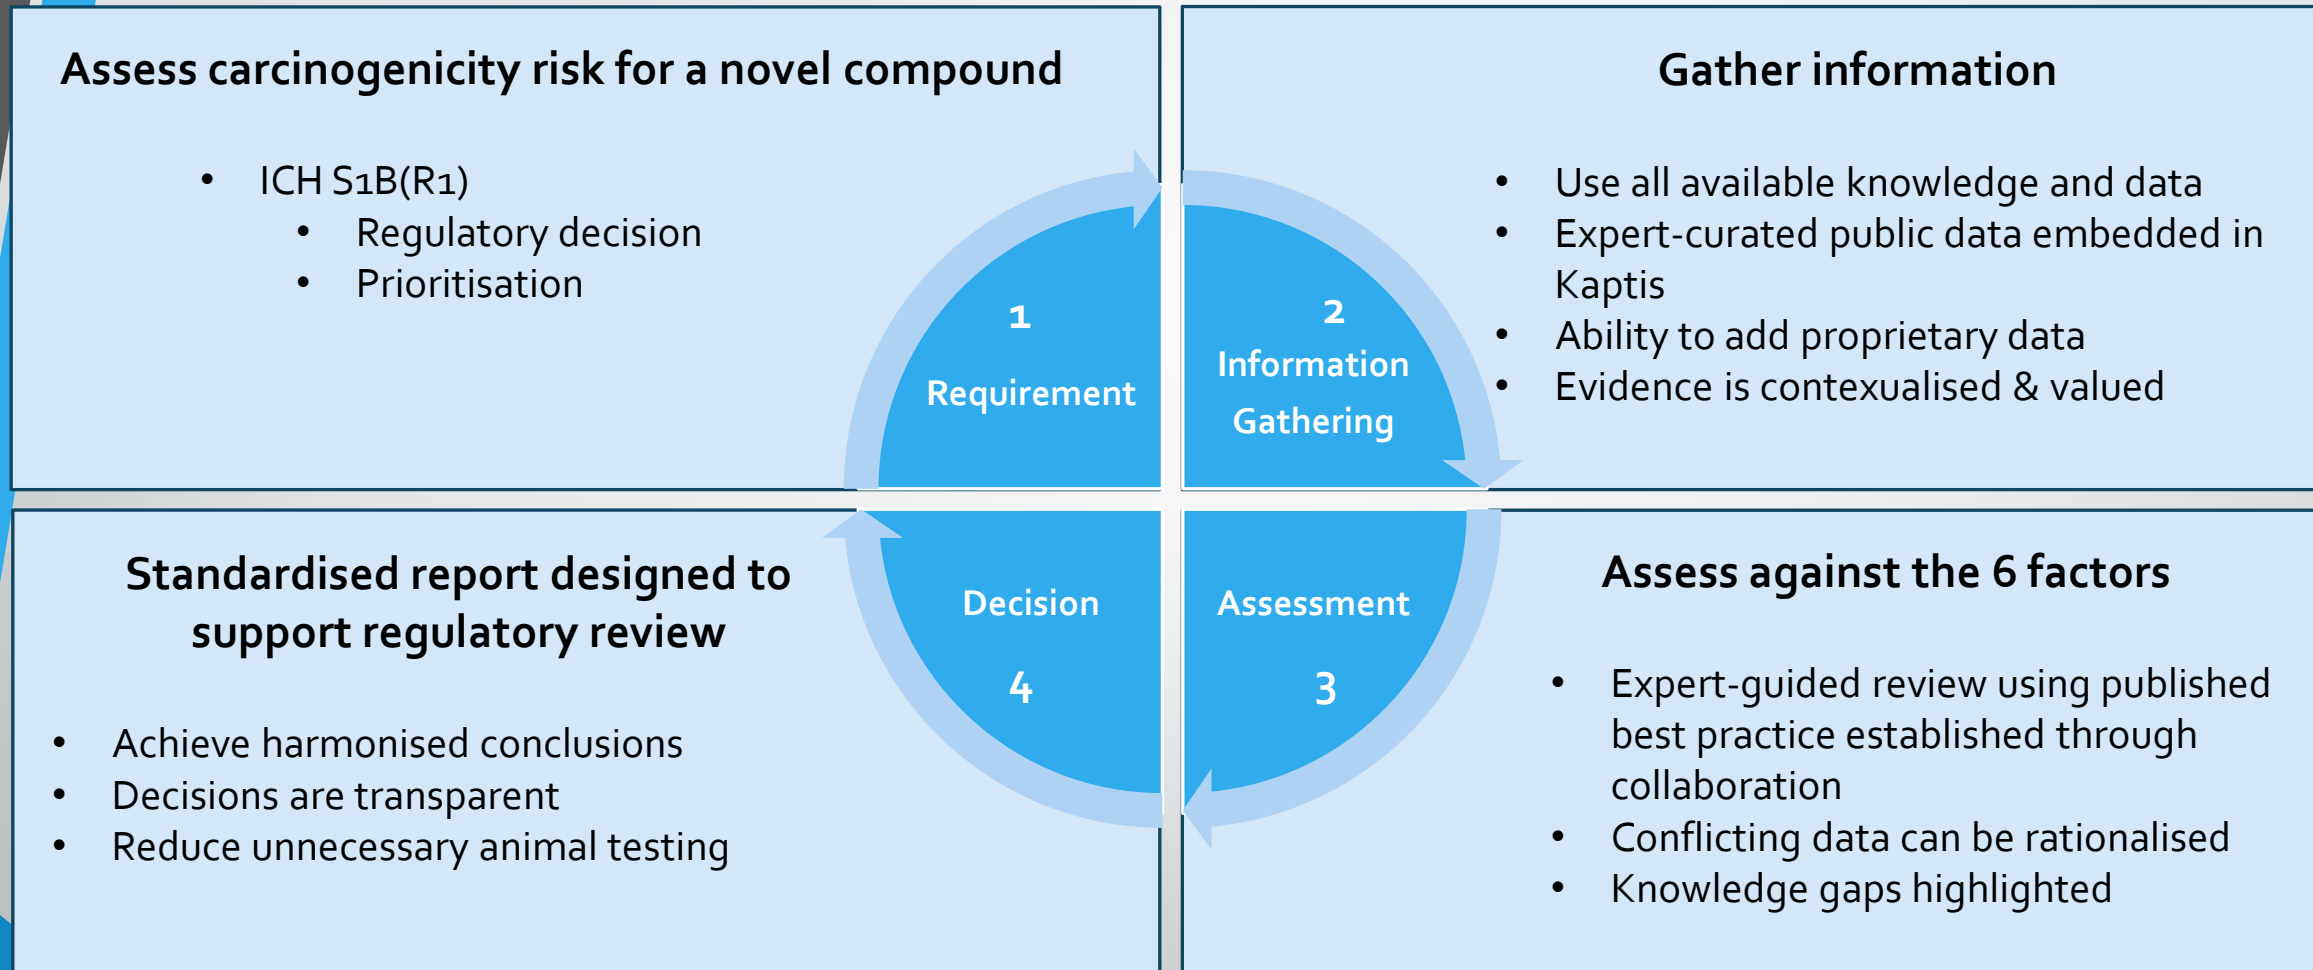 Assess carcinogenicity risk for a novel compound
• ICH S1B(R1)
• Regulatory decision
• Prioritisation
1
Requirement
Gather information
• Use all available knowledge and data
• Expert-curated public data embedded in
Kaptis
• Ability to add proprietary data
• Evidence is contexualised & valued
2
Information
Gathering
Assess against the 6 factors
• Expert-guided review using published
best practice established through
collaboration
• Conflicting data can be rationalised
• Knowledge gaps highlighted
Assessment
3
Standardised report designed to
support regulatory review
• Achieve harmonised conclusions
• Decisions are transparent
• Reduce unnecessary animal testing
Decision
4